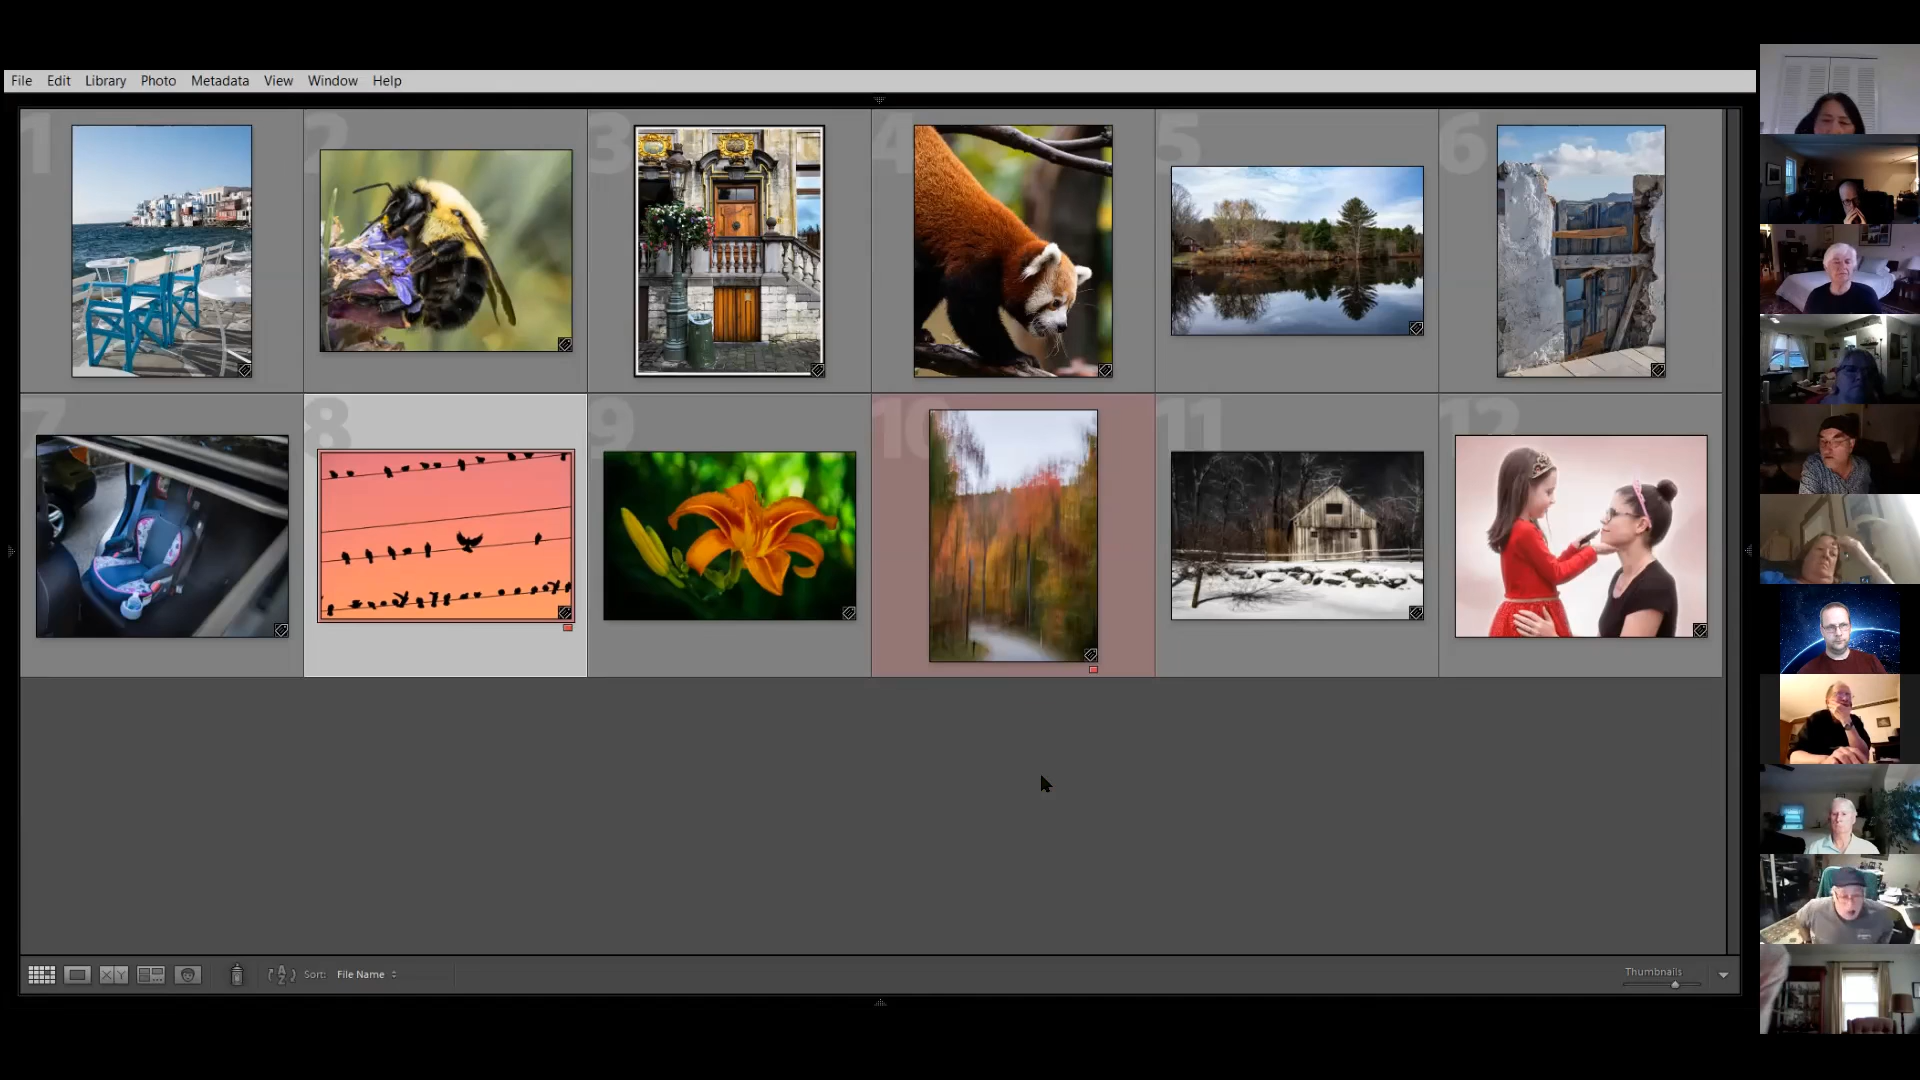 File Edit Library Photo Metadata View Window Help
1 2 3 4 5 6
7 8 9 10 11 12
XY Sort: File Name Thumbnails